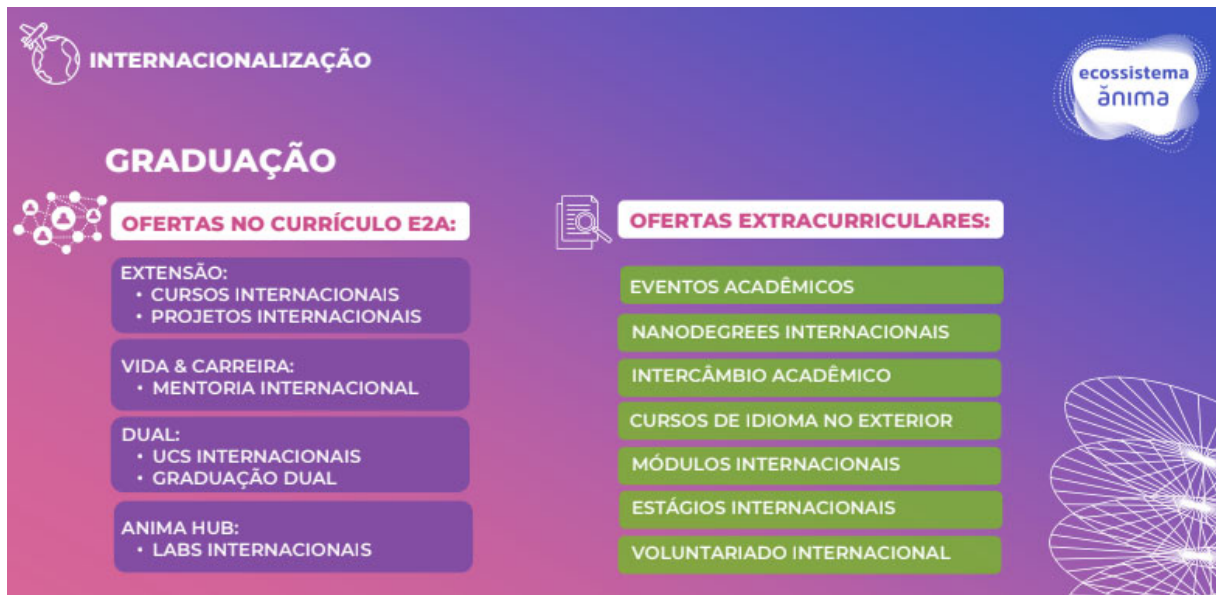 INTERNACIONALIZAÇÃO
ecossistema
ănıma
GRADUAÇÃO
OFERTAS NO CURRÍCULO E2A:
EXTENSÃO:
• CURSOS INTERNACIONAIS
• PROJETOS INTERNACIONAIS
VIDA & CARREIRA:
• MENTORIA INTERNACIONAL
DUAL:
• UCS INTERNACIONAIS
• GRADUAÇÃO DUAL
ANIMA HUB:
• LABS INTERNACIONAIS
OFERTAS EXTRACURRICULARES:
EVENTOS ACADÊMICOS
NANODEGREES INTERNACIONAIS
INTERCÂMBIO ACADÊMICO
CURSOS DE IDIOMA NO EXTERIOR
MÓDULOS INTERNACIONAIS
ESTÁGIOS INTERNACIONAIS
VOLUNTARIADO INTERNACIONAL